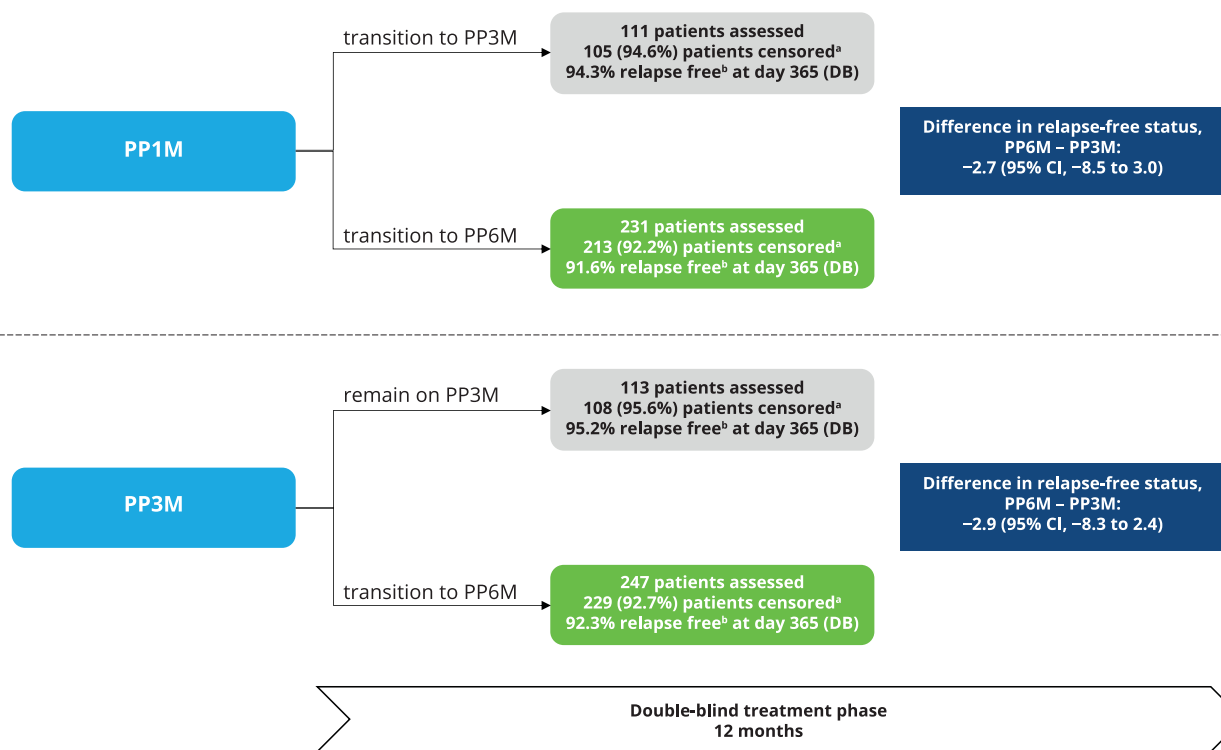 transition to PP3M
111 patients assessed
105 (94.6%) patients censoredᵃ
94.3% relapse freeᵇ at day 365 (DB)
PP1M
Difference in relapse-free status,
PP6M – PP3M:
−2.7 (95% CI, −8.5 to 3.0)
transition to PP6M
231 patients assessed
213 (92.2%) patients censoredᵃ
91.6% relapse freeᵇ at day 365 (DB)
remain on PP3M
113 patients assessed
108 (95.6%) patients censoredᵃ
95.2% relapse freeᵇ at day 365 (DB)
PP3M
Difference in relapse-free status,
PP6M – PP3M:
−2.9 (95% CI, −8.3 to 2.4)
transition to PP6M
247 patients assessed
229 (92.7%) patients censoredᵃ
92.3% relapse freeᵇ at day 365 (DB)
Double-blind treatment phase
12 months